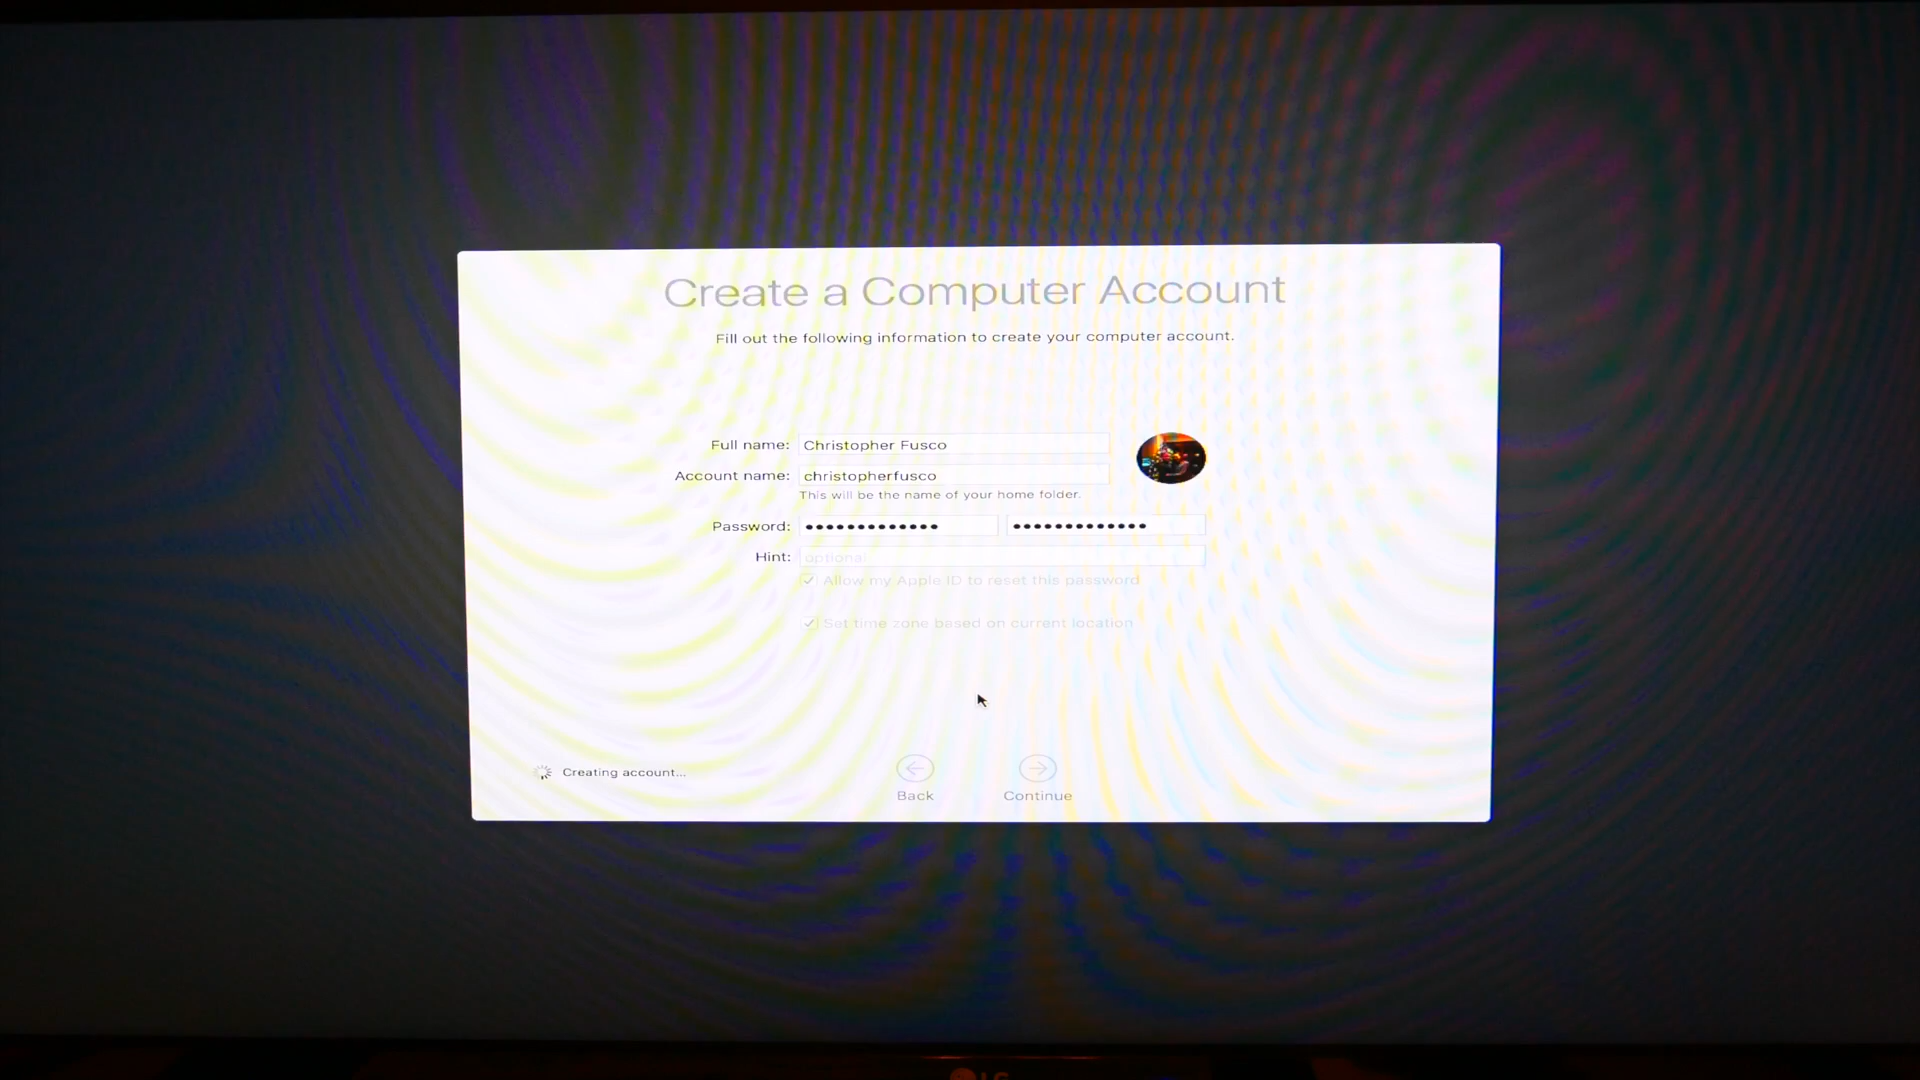 Create a Computer Account
Fill out the following information to create your computer account.
Full name: Christopher Fusco
Account name: christopherfusco
This will be the name of your home folder.
Password: ••••••••••••• •••••••••••••
Hint: optional
Allow my Apple ID to reset this password
Set time zone based on current location
Creating account...
Back
Continue
LG